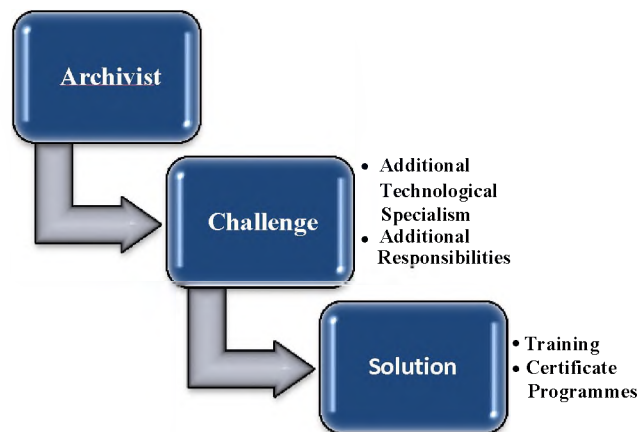 Archivist
Challenge
• Additional
Technological
Specialism
• Additional
Responsibilities
Solution
• Training
• Certificate
Programmes